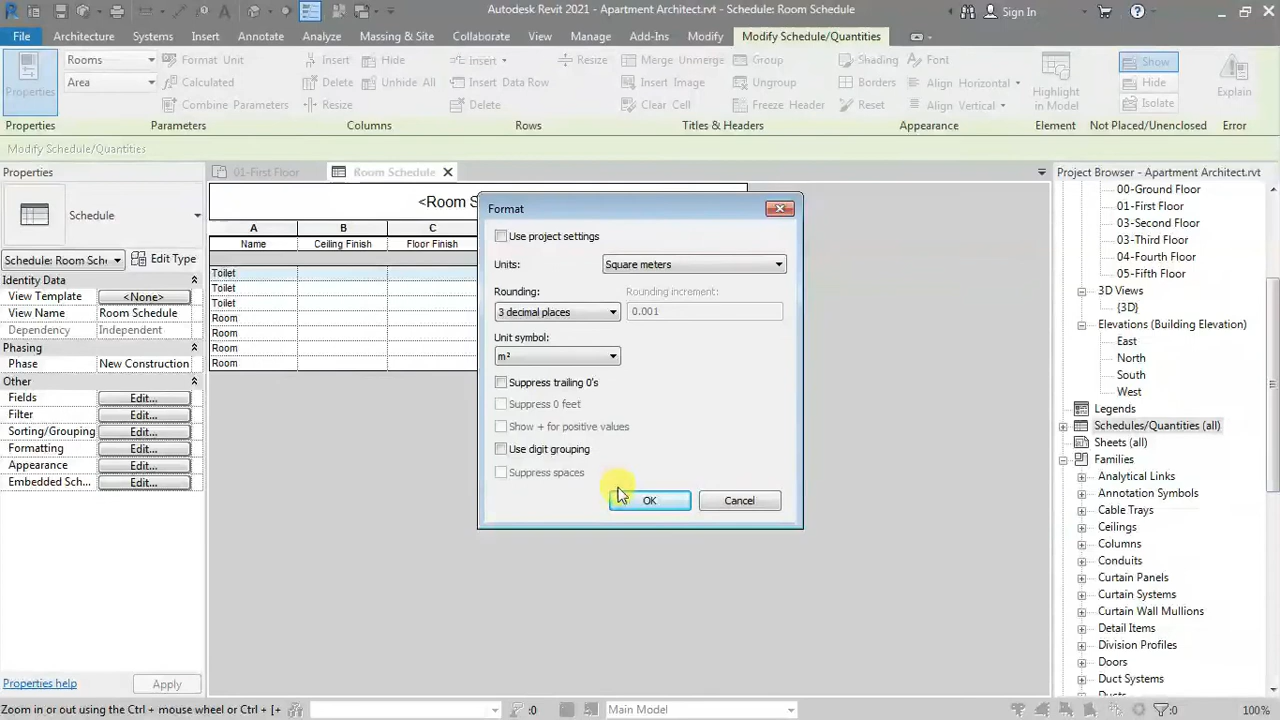 Autodesk Revit 2021 - Apartment Architect.rvt - Schedule: Room Schedule
Sign In
File
Architecture
Systems
Insert
Annotate
Analyze
Massing & Site
Collaborate
View
Manage
Add-Ins
Modify
Modify Schedule/Quantities
Properties
Rooms
Area
Format Unit
Calculated
Combine Parameters
Insert
Delete
Resize
Hide
Unhide All
Insert
Insert Data Row
Delete
Resize
Merge Unmerge
Insert Image
Clear Cell
Group
Ungroup
Freeze Header
Shading
Borders
Reset
Font
Align Horizontal
Align Vertical
Highlight
in Model
Show
Hide
Isolate
Explain
Properties
Parameters
Columns
Rows
Titles & Headers
Appearance
Element
Not Placed/Unenclosed
Error
Modify Schedule/Quantities
Properties
Schedule
Schedule: Room Sch
Edit Type
Identity Data
View Template
<None>
View Name
Room Schedule
Dependency
Independent
Phasing
Phase
New Construction
Other
Fields
Edit...
Filter
Edit...
Sorting/Grouping
Edit...
Formatting
Edit...
Appearance
Edit...
Embedded Sch...
Edit...
Properties help
Apply
01-First Floor
Room Schedule
<Room S
A
B
C
Name
Ceiling Finish
Floor Finish
Toilet
Toilet
Toilet
Room
Room
Room
Room
Format
Use project settings
Units:
Square meters
Rounding:
Rounding increment:
3 decimal places
0.001
Unit symbol:
m²
Suppress trailing 0's
Suppress 0 feet
Show + for positive values
Use digit grouping
Suppress spaces
OK
Cancel
Project Browser - Apartment Architect.rvt
00-Ground Floor
01-First Floor
03-Second Floor
03-Third Floor
04-Fourth Floor
05-Fifth Floor
3D Views
{3D}
Elevations (Building Elevation)
East
North
South
West
Legends
Schedules/Quantities (all)
Sheets (all)
Families
Analytical Links
Annotation Symbols
Cable Trays
Ceilings
Columns
Conduits
Curtain Panels
Curtain Systems
Curtain Wall Mullions
Detail Items
Division Profiles
Doors
Duct Systems
Ducts
Zoom in or out using the Ctrl + mouse wheel or Ctrl + [+
:0
Main Model
:0
100%